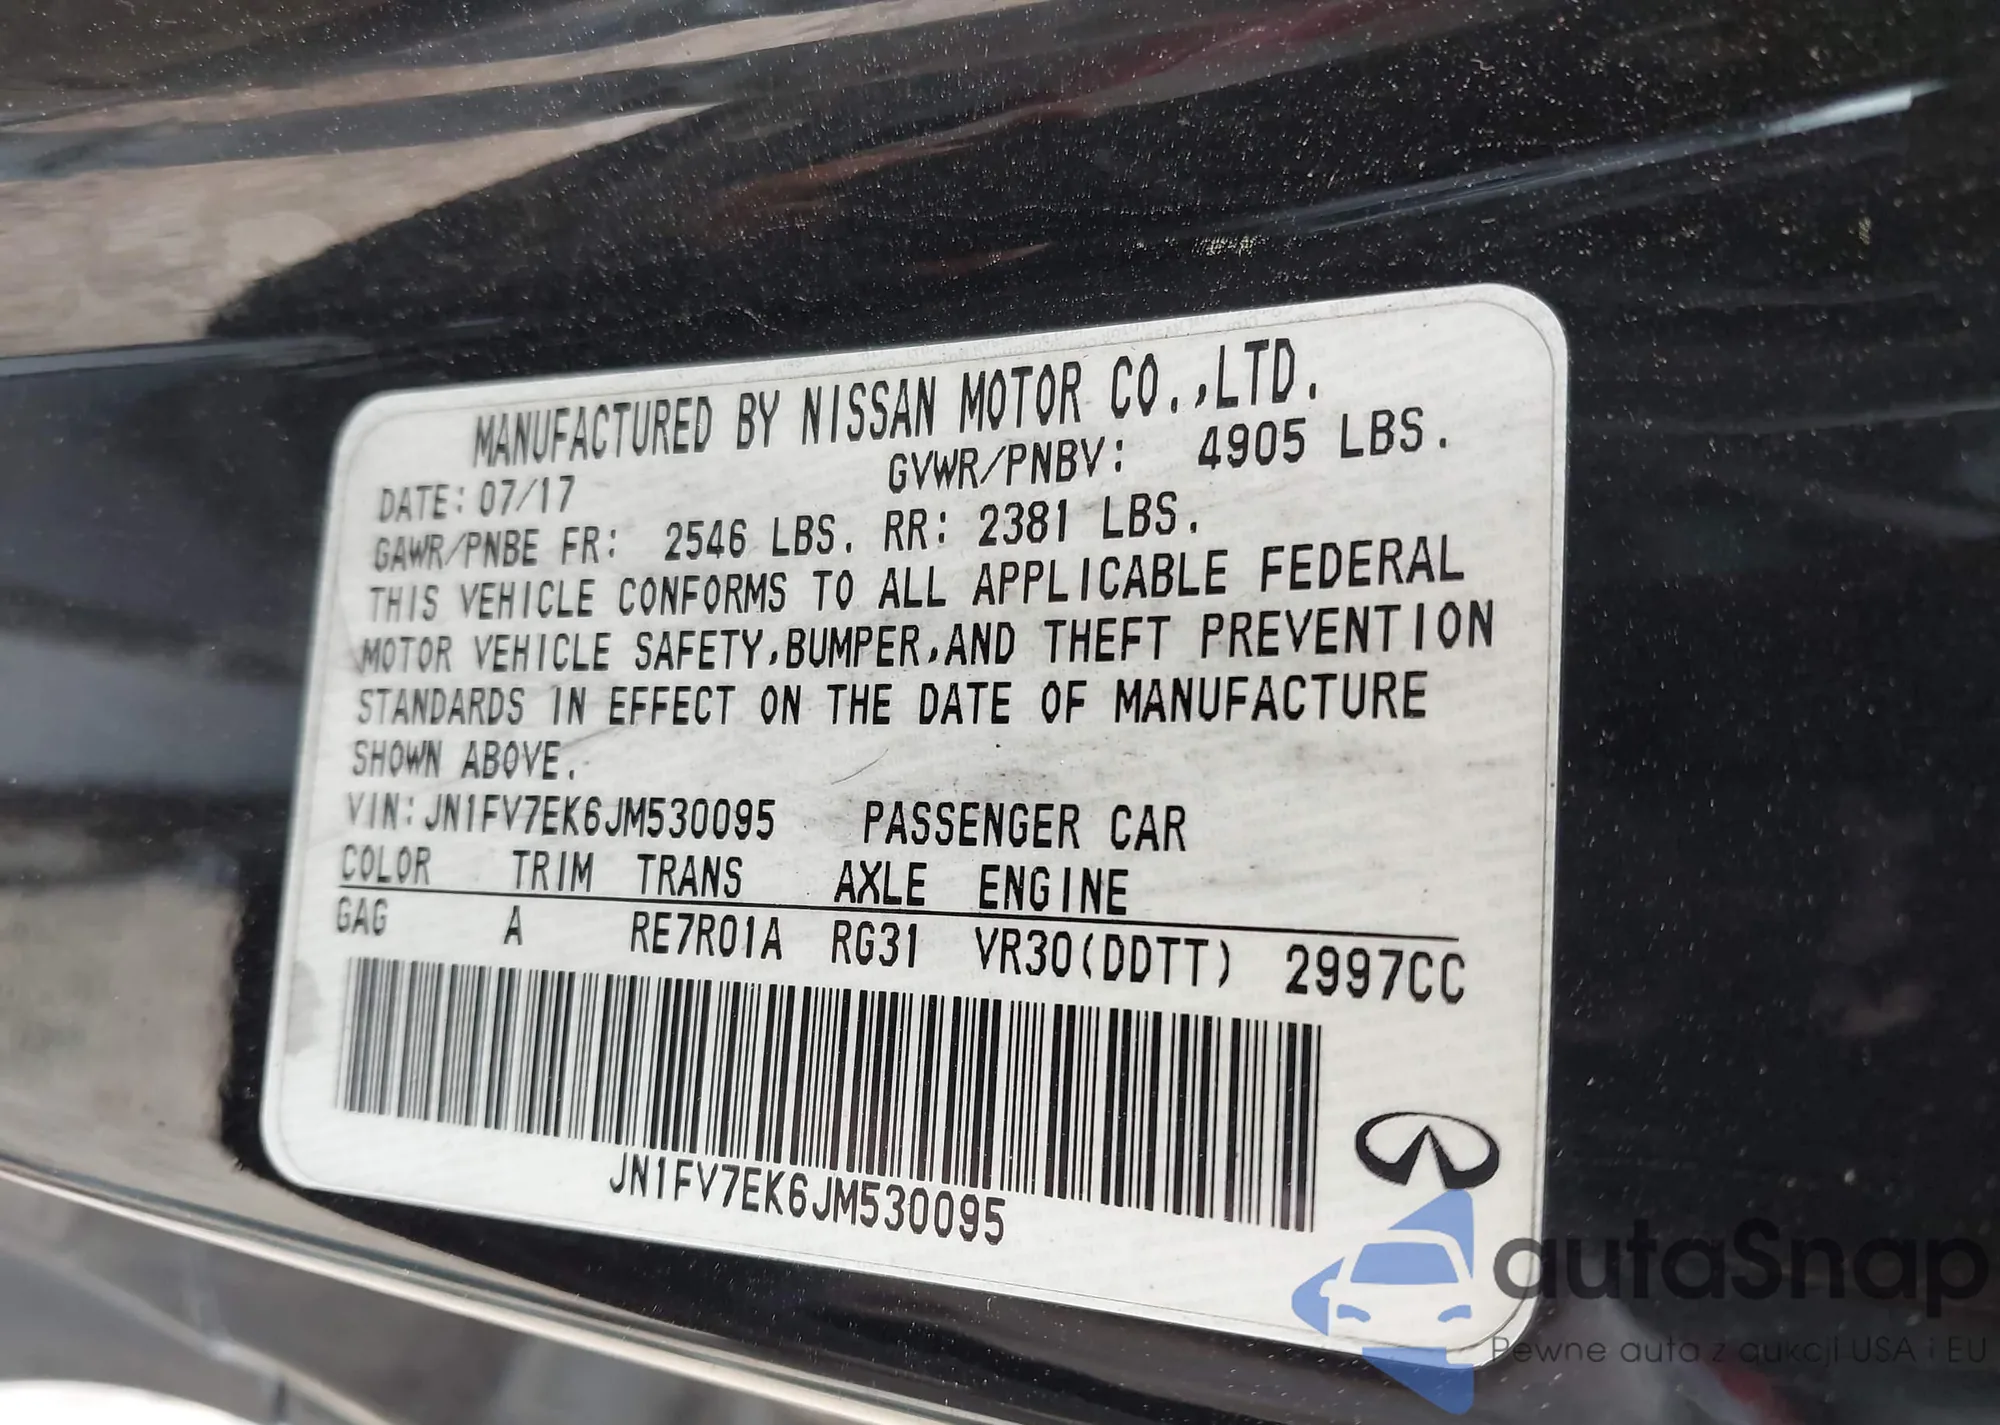 MANUFACTURED BY NISSAN MOTOR CO.,LTD.
DATE: 07/17 GVWR/PNBV: 4905 LBS.
GAWR/PNBE FR: 2546 LBS. RR: 2381 LBS.
THIS VEHICLE CONFORMS TO ALL APPLICABLE FEDERAL
MOTOR VEHICLE SAFETY,BUMPER,AND THEFT PREVENTION
STANDARDS IN EFFECT ON THE DATE OF MANUFACTURE
SHOWN ABOVE.
VIN: JN1FV7EK6JM530095 PASSENGER CAR
COLOR TRIM TRANS AXLE ENGINE
GAG A RE7R01A RG31 VR30(DDTT) 2997CC
JN1FV7EK6JM530095
autaSnap
Pewne auta z aukcji USA i EU